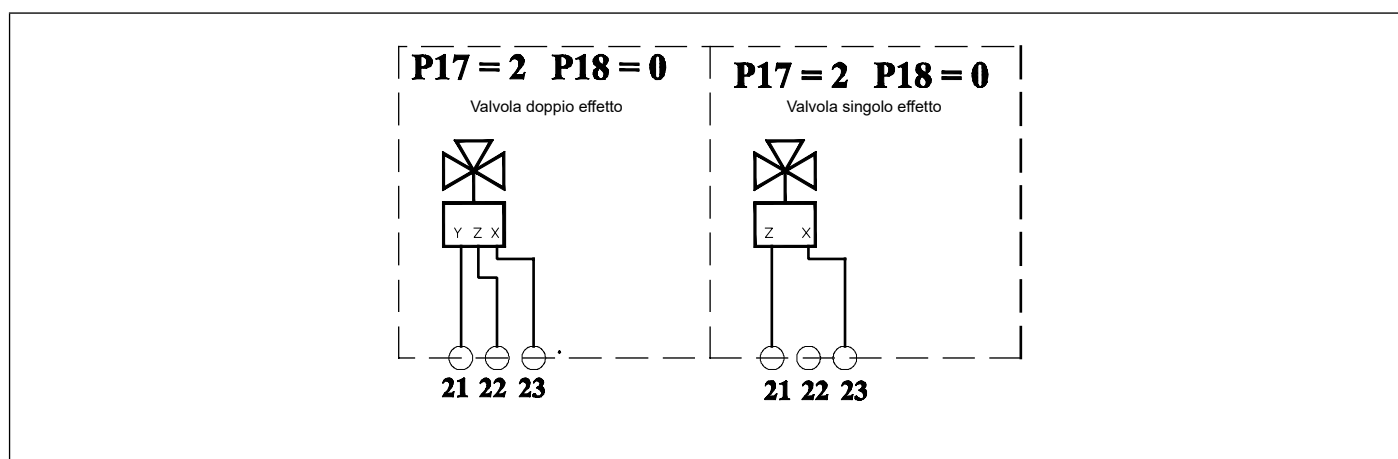 P17 = 2 P18 = 0
Valvola doppio effetto
Y Z X
21 22 23
P17 = 2 P18 = 0
Valvola singolo effetto
Z X
21 22 23